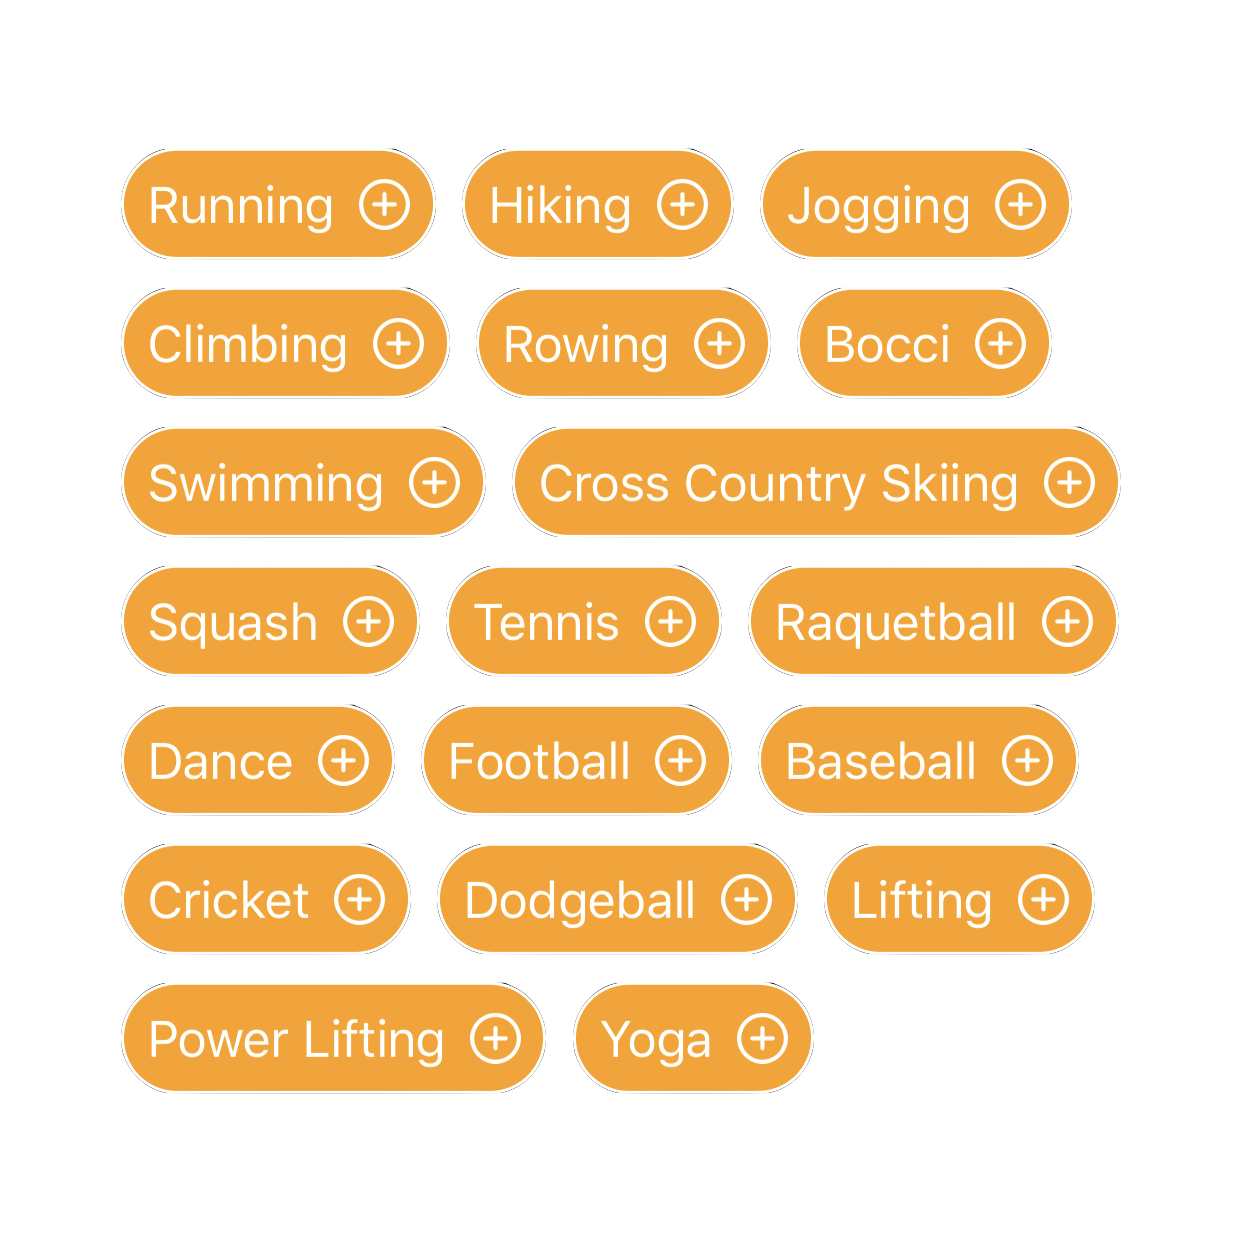 Running Hiking Jogging
Climbing Rowing Bocci
Swimming Cross Country Skiing
Squash Tennis Raquetball
Dance Football Baseball
Cricket Dodgeball Lifting
Power Lifting Yoga